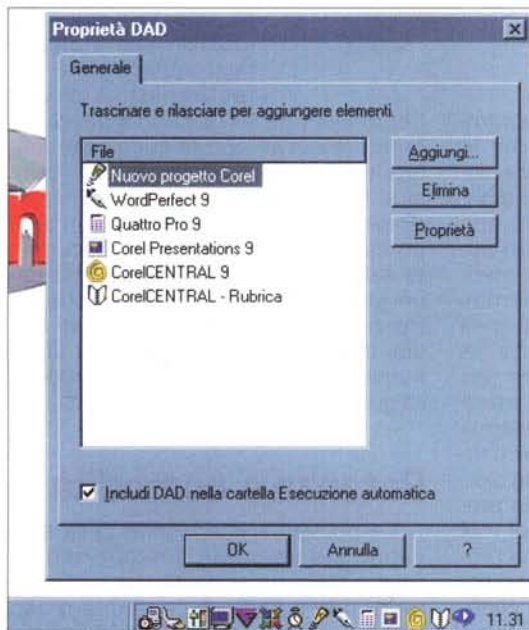 Proprietà DAD
Generale
Trascinare e rilasciare per aggiungere elementi.
File
Nuovo progetto Corel
WordPerfect 9
Quattro Pro 9
Corel Presentations 9
CorelCENTRAL 9
CorelCENTRAL - Rubrica
Aggiungi...
Elimina
Proprietà
Includi DAD nella cartella Esecuzione automatica
OK
Annulla
?
11.31